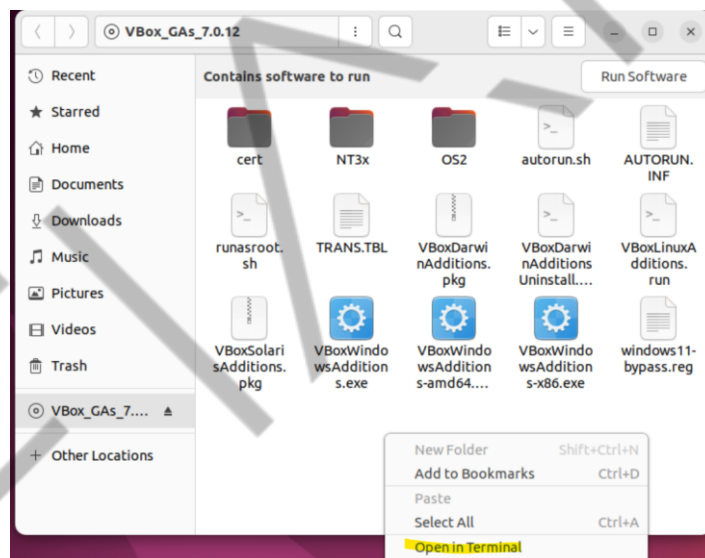 VBox_GAs_7.0.12
Recent
Starred
Home
Documents
Downloads
Music
Pictures
Videos
Trash
VBox_GAs_7....
Other Locations
Contains software to run
Run Software
cert
NT3x
OS2
autorun.sh
AUTORUN.
INF
runasroot.
sh
TRANS.TBL
VBoxDarwi
nAdditions.
pkg
VBoxDarwi
nAdditions
Uninstall....
VBoxLinuxA
dditions.
run
VBoxSolari
sAdditions.
pkg
VBoxWindo
wsAddition
s.exe
VBoxWindo
wsAddition
s-amd64....
VBoxWindo
wsAddition
s-x86.exe
windows11-
bypass.reg
New Folder Shift+Ctrl+N
Add to Bookmarks Ctrl+D
Paste
Select All Ctrl+A
Open in Terminal